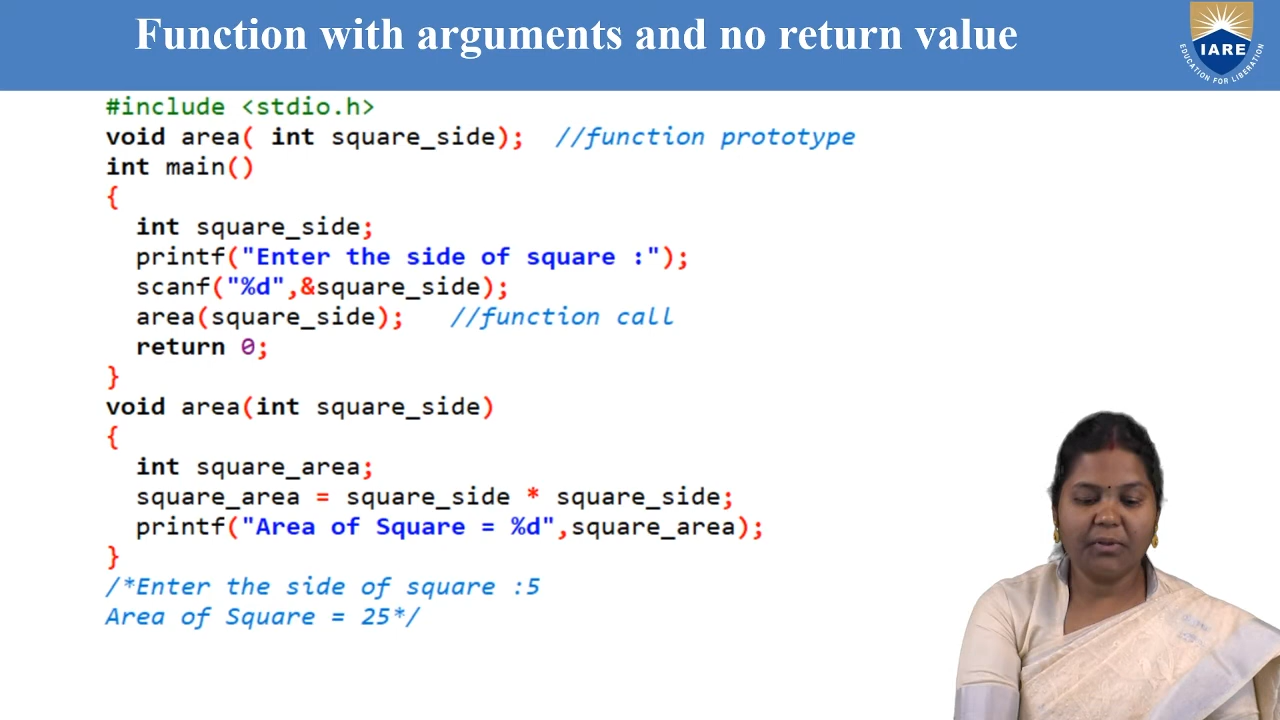 Function with arguments and no return value
IARE
EDUCATION FOR LIBERATION
#include <stdio.h>
void area( int square_side);  //function prototype
int main()
{
  int square_side;
  printf("Enter the side of square :");
  scanf("%d",&square_side);
  area(square_side);   //function call
  return 0;
}
void area(int square_side)
{
  int square_area;
  square_area = square_side * square_side;
  printf("Area of Square = %d",square_area);
}
/*Enter the side of square :5
Area of Square = 25*/